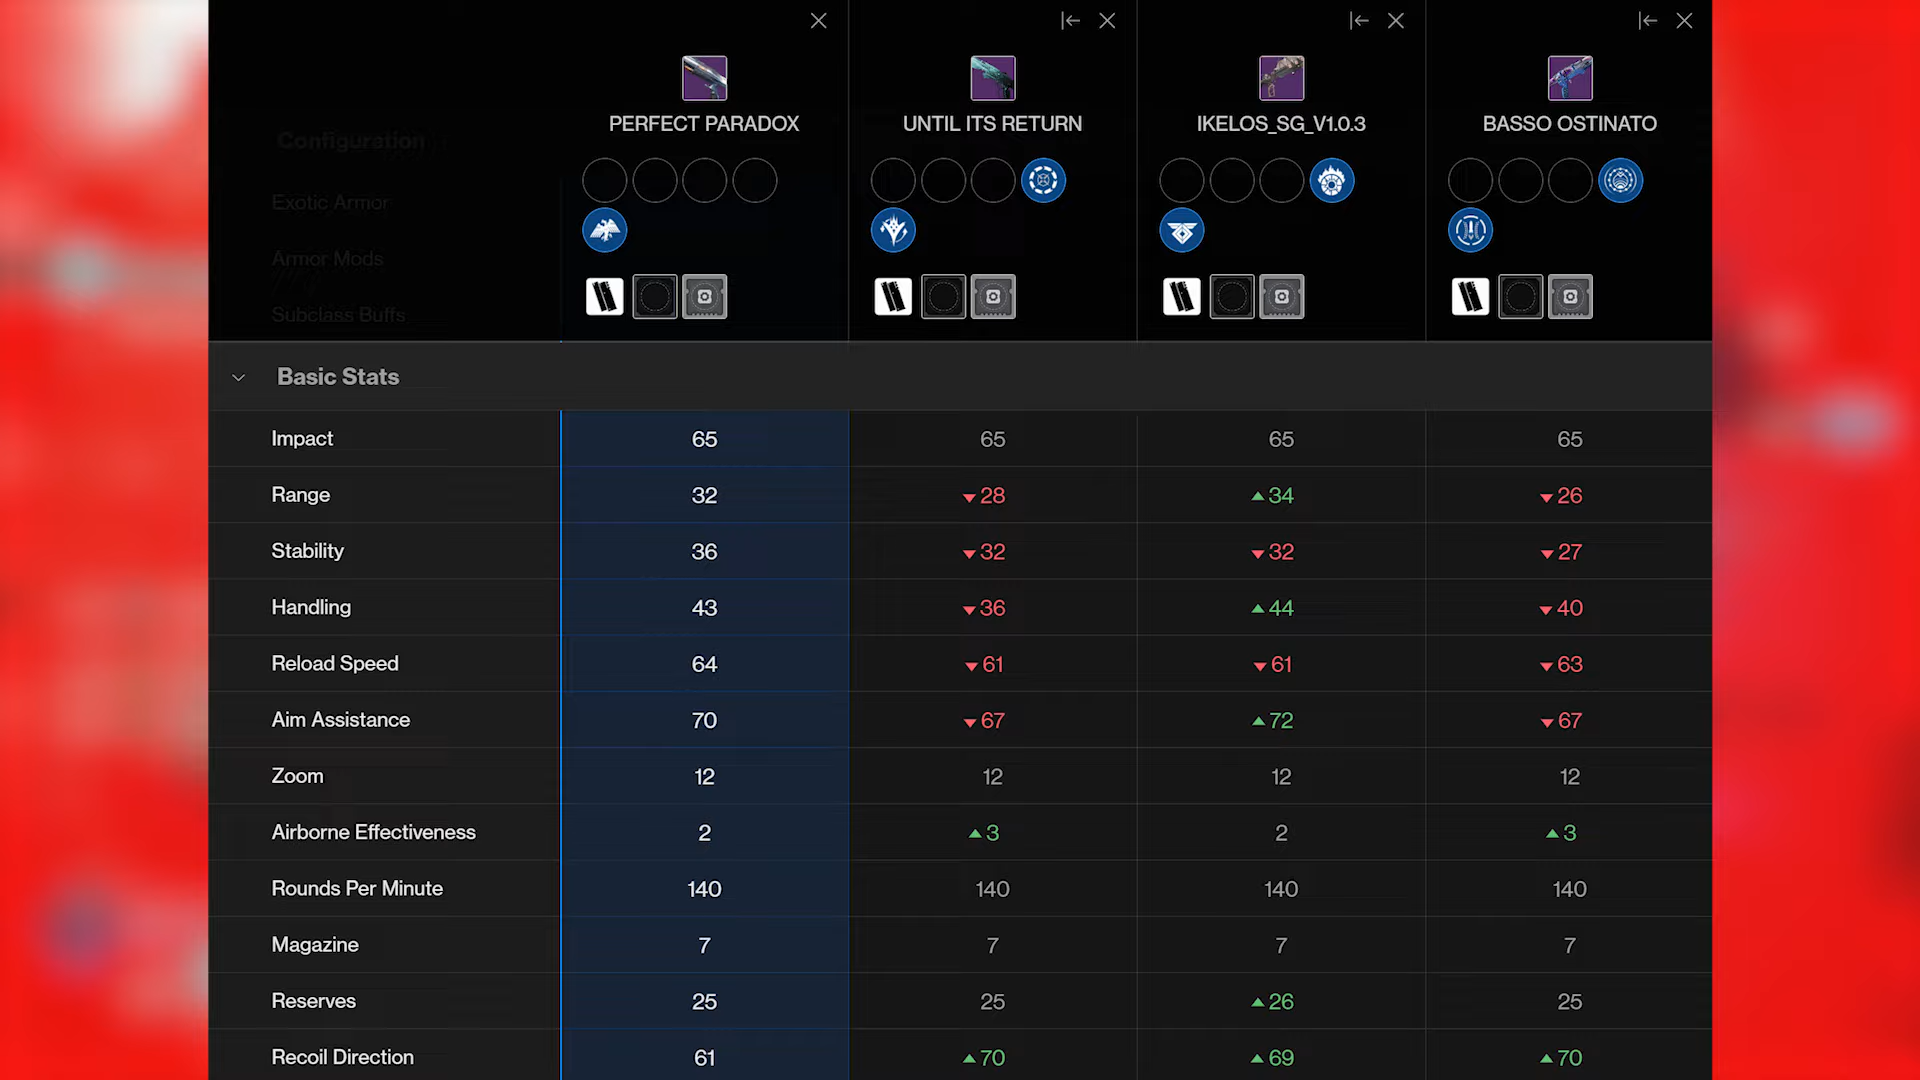 PERFECT PARADOX UNTIL ITS RETURN IKELOS_SG_V1.0.3 BASSO OSTINATO
Configuration
Exotic Armor
Armor Mods
Subclass Buffs
Basic Stats
Impact 65 65 65 65
Range 32 28 34 26
Stability 36 32 32 27
Handling 43 36 44 40
Reload Speed 64 61 61 63
Aim Assistance 70 67 72 67
Zoom 12 12 12 12
Airborne Effectiveness 2 3 2 3
Rounds Per Minute 140 140 140 140
Magazine 7 7 7 7
Reserves 25 25 26 25
Recoil Direction 61 70 69 70